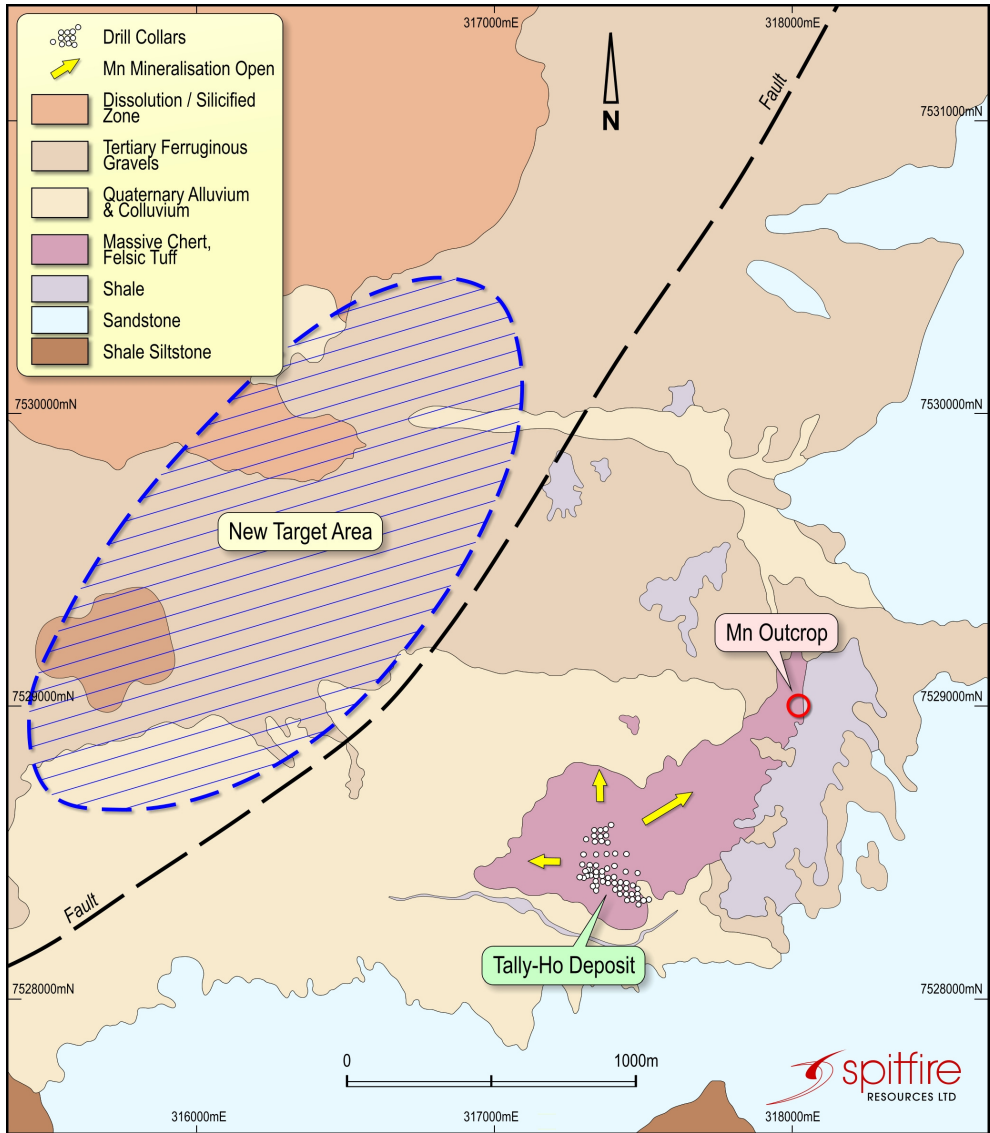 317000mE
318000mE
Drill Collars
Mn Mineralisation Open
Dissolution / Silicified
Zone
Tertiary Ferruginous
Gravels
Quaternary Alluvium
& Colluvium
Massive Chert,
Felsic Tuff
Shale
Sandstone
Shale Siltstone
N
Fault
7531000mN
7530000mN
7530000mN
New Target Area
Mn Outcrop
7529000mN
7529000mN
Fault
Tally-Ho Deposit
7528000mN
7528000mN
0
1000m
spitfire
RESOURCES LTD
316000mE
317000mE
318000mE